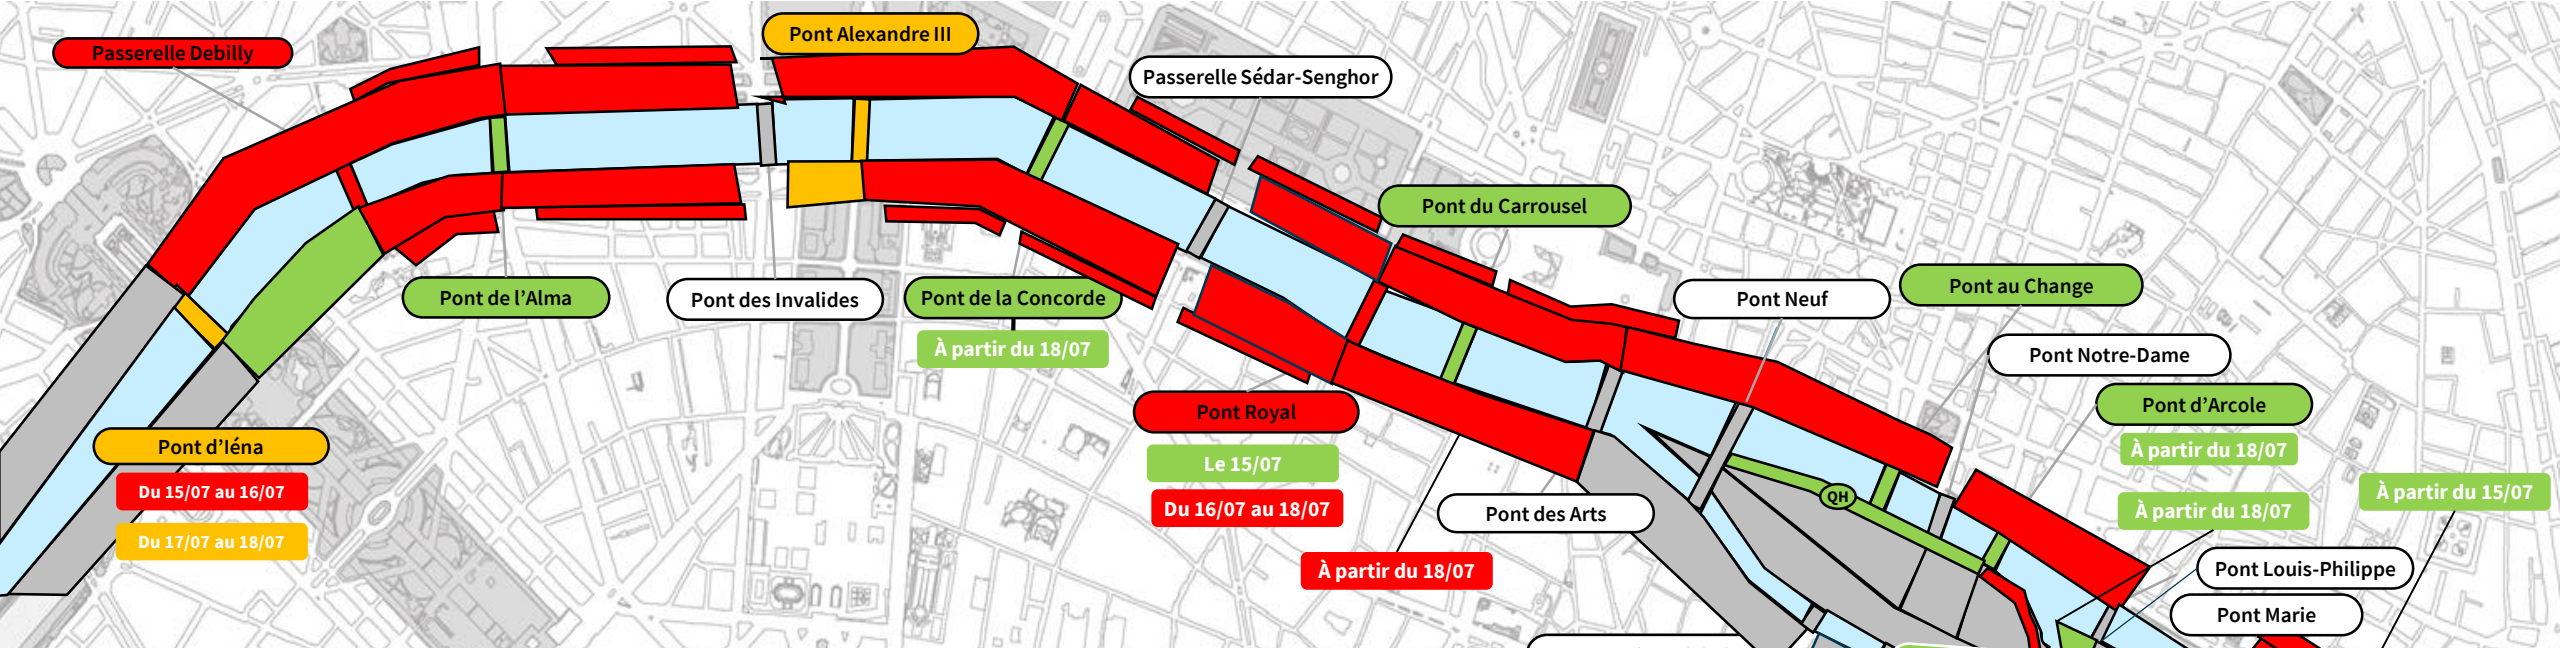 Passerelle Debilly
Pont Alexandre III
Passerelle Sédar-Senghor
Pont du Carrousel
Pont de l'Alma
Pont des Invalides
Pont de la Concorde
À partir du 18/07
Pont Neuf
Pont au Change
Pont Notre-Dame
Pont d'Arcole
À partir du 18/07
Pont d'Iéna
Du 15/07 au 16/07
Du 17/07 au 18/07
Pont Royal
Le 15/07
Du 16/07 au 18/07
À partir du 18/07
Pont des Arts
QH
À partir du 18/07
À partir du 15/07
Pont Louis-Philippe
Pont Marie